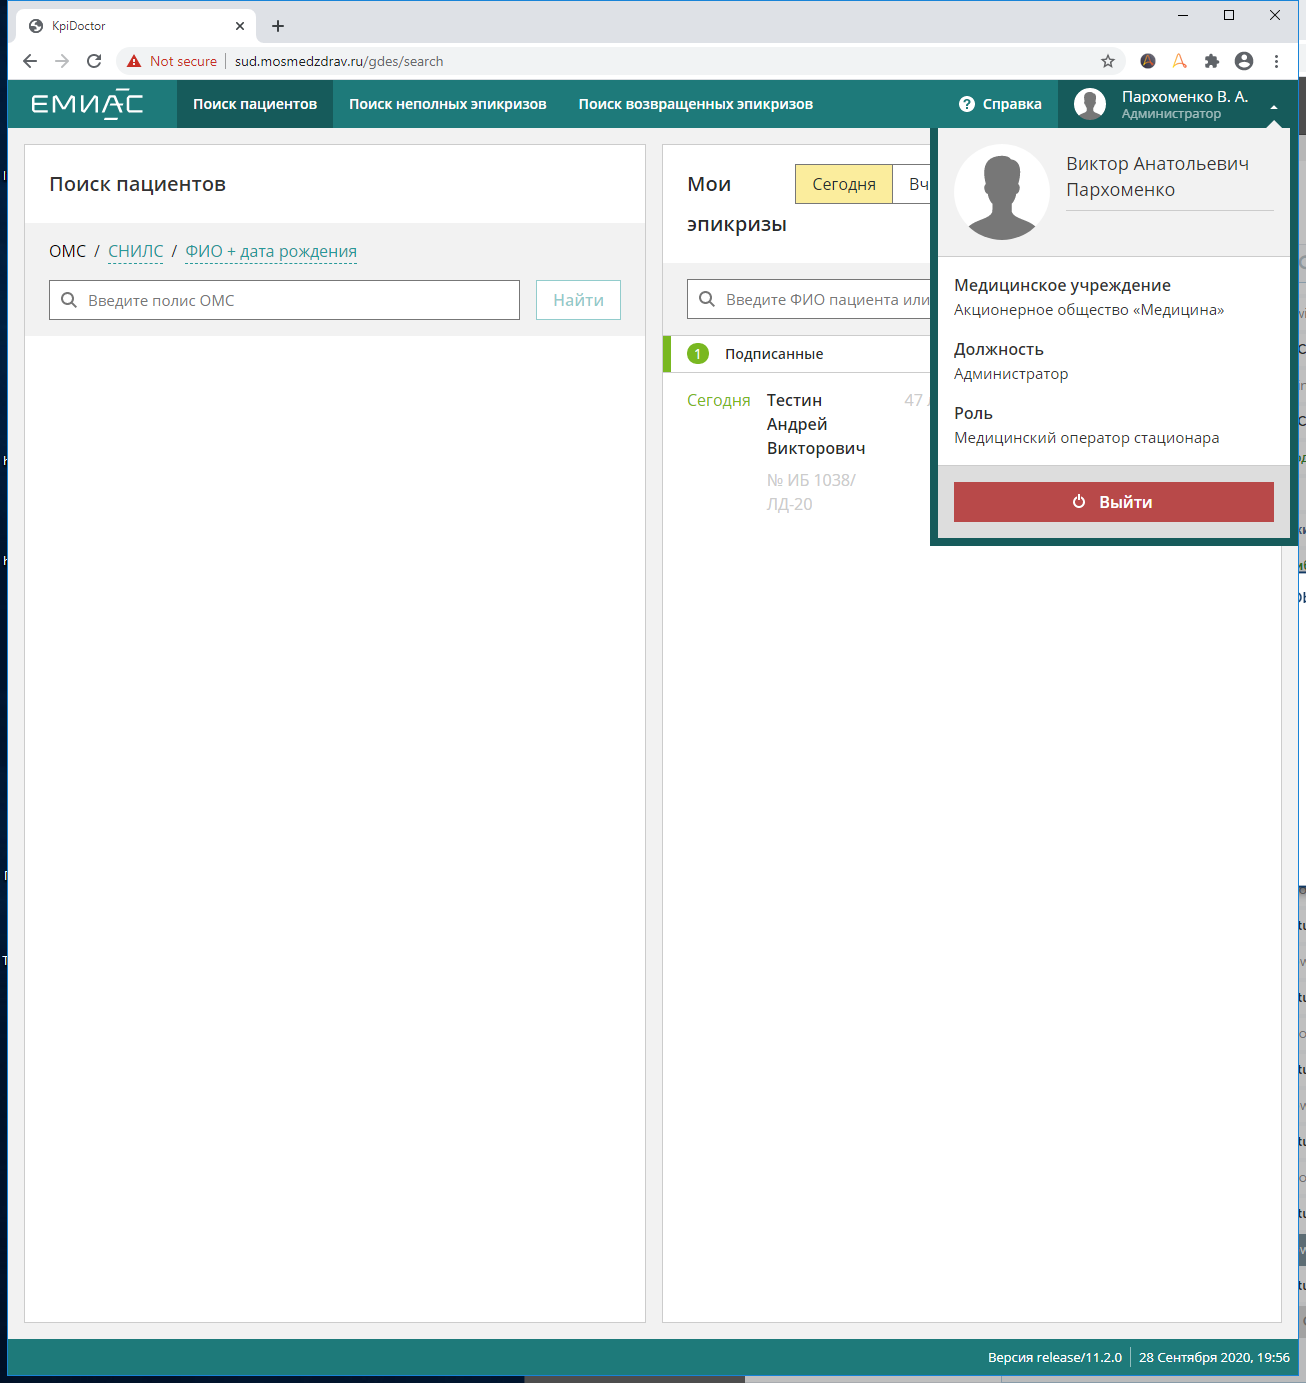 KpiDoctor
Not secure
sud.mosmedzdrav.ru/gdes/search
ЕМИАС
Поиск пациентов
Поиск неполных эпикризов
Поиск возвращенных эпикризов
Справка
Пархоменко В. А.
Администратор
Поиск пациентов
ОМС / СНИЛС / ФИО + дата рождения
Введите полис ОМС
Найти
Мои
эпикризы
Сегодня
Вч
Введите ФИО пациента или
1 Подписанные
Сегодня
Тестин
Андрей
Викторович
47
№ ИБ 1038/
ЛД-20
Виктор Анатольевич
Пархоменко
Медицинское учреждение
Акционерное общество «Медицина»
Должность
Администратор
Роль
Медицинский оператор стационара
Выйти
Версия release/11.2.0
28 Сентября 2020, 19:56